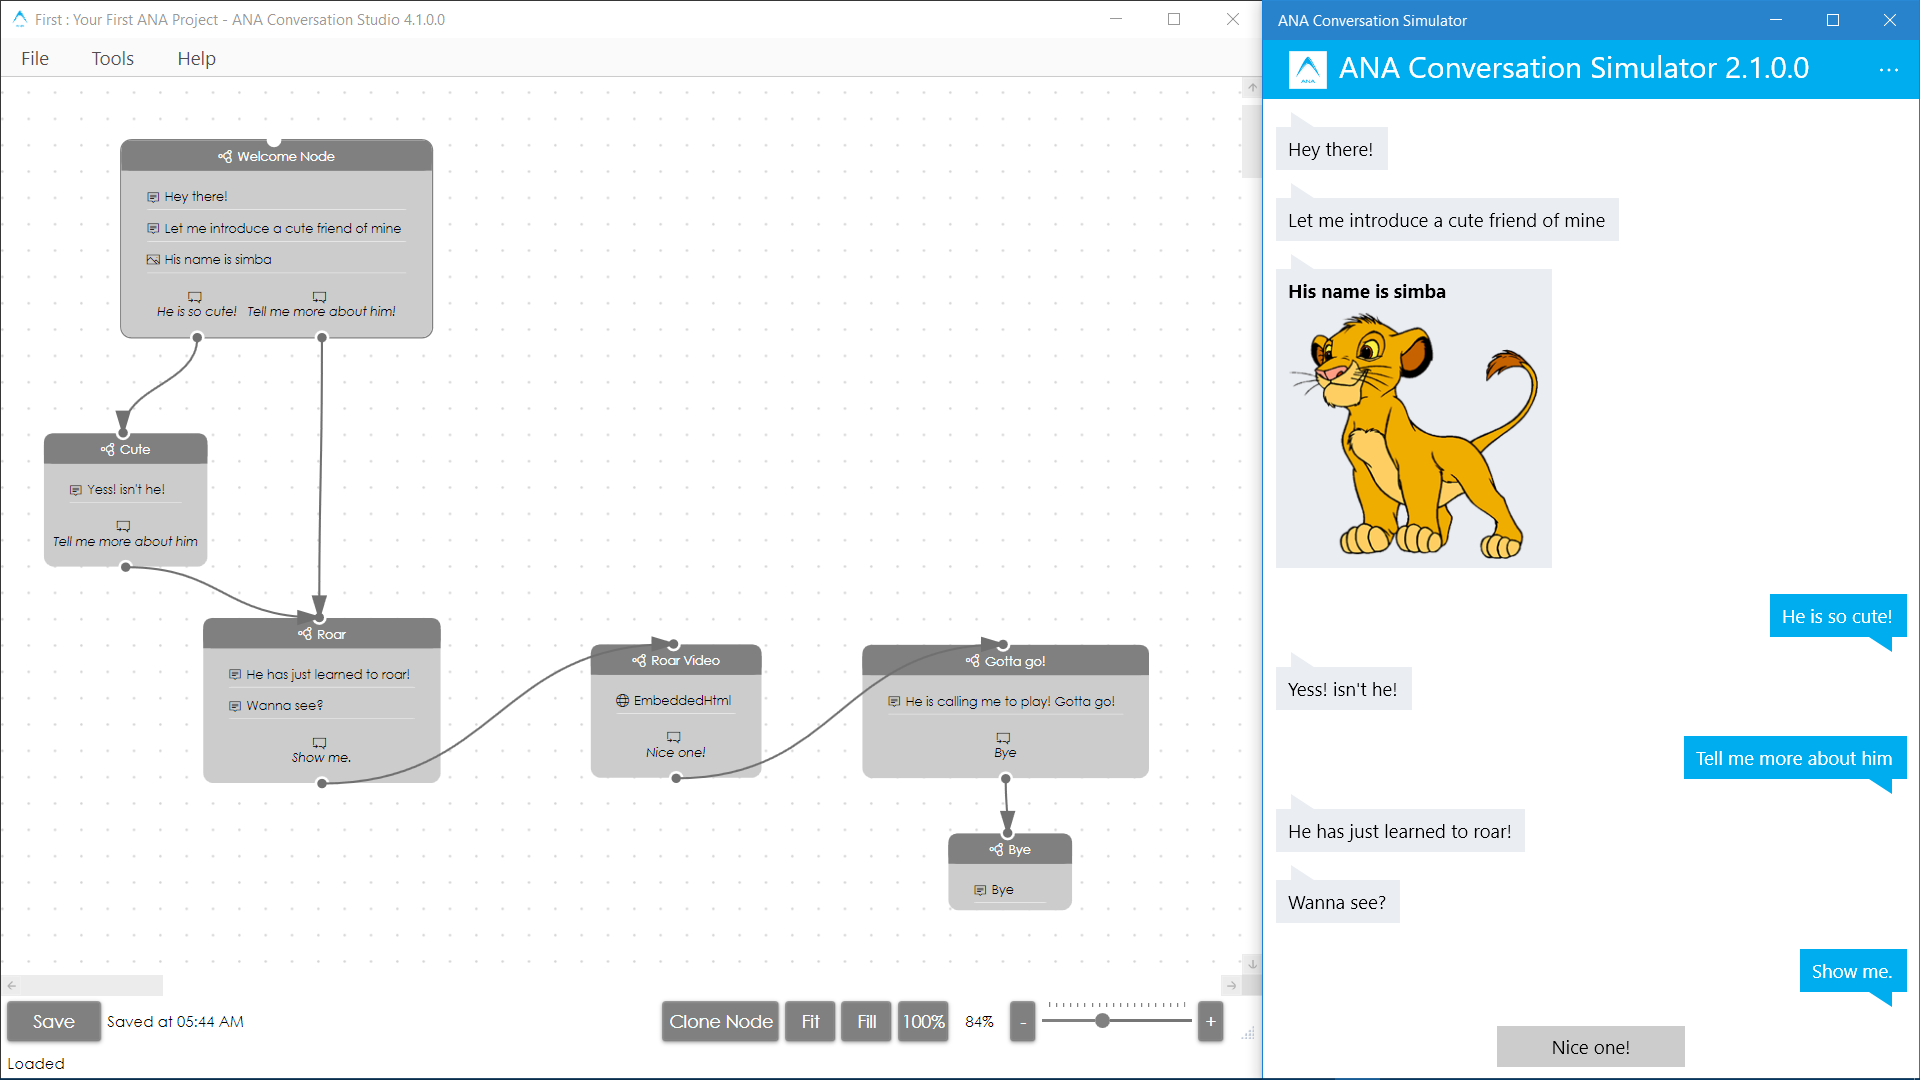 First : Your First ANA Project - ANA Conversation Studio 4.1.0.0
File Tools Help
Welcome Node
Hey there!
Let me introduce a cute friend of mine
His name is simba
He is so cute! Tell me more about him!
Cute
Yess! isn't he!
Tell me more about him
Roar
He has just learned to roar!
Wanna see?
Show me.
Roar Video
EmbeddedHtml
Nice one!
Gotta go!
He is calling me to play! Gotta go!
Bye
Bye
Bye
Save Saved at 05:44 AM Clone Node Fit Fill 100% 84% - +
Loaded
ANA Conversation Simulator
ANA
ANA Conversation Simulator 2.1.0.0
Hey there!
Let me introduce a cute friend of mine
His name is simba
He is so cute!
Yess! isn't he!
Tell me more about him
He has just learned to roar!
Wanna see?
Show me.
Nice one!